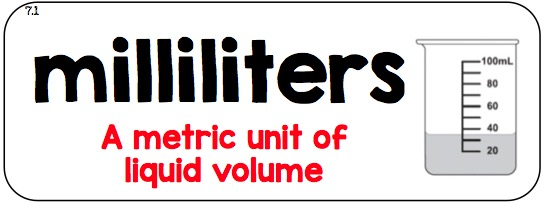 7.1
milliliters
A metric unit of
liquid volume
100mL
80
60
40
20